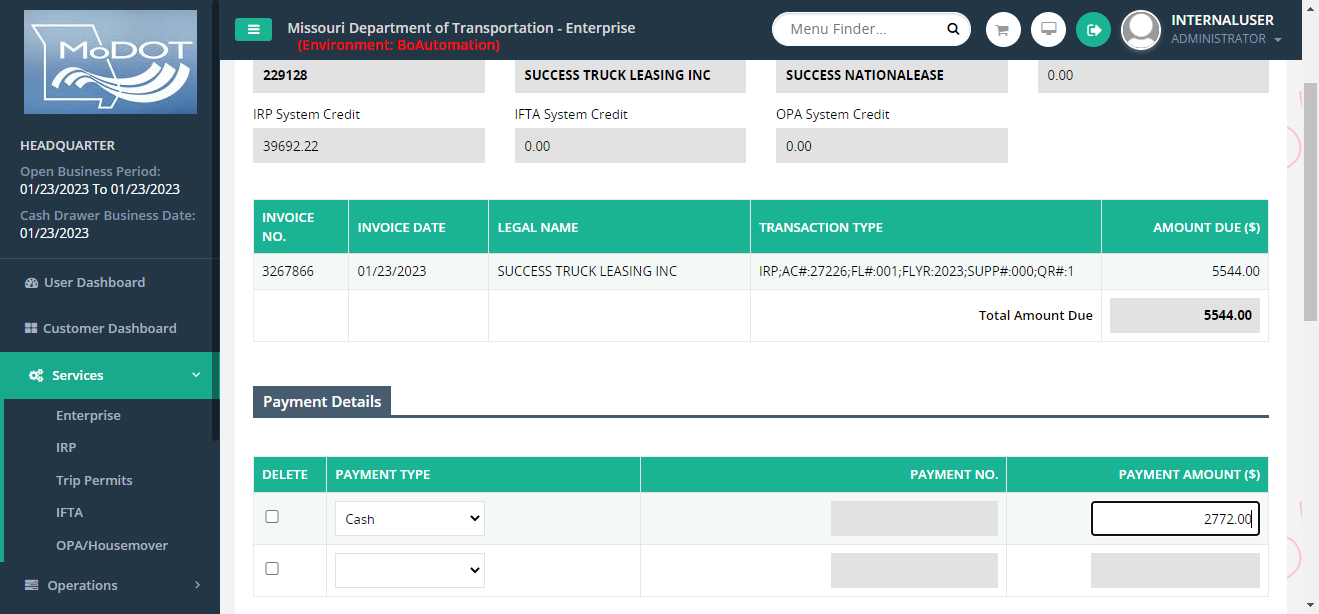 MoDOT
Missouri Department of Transportation - Enterprise
(Environment: BoAutomation)
Menu Finder...
INTERNALUSER
ADMINISTRATOR
HEADQUARTER
Open Business Period:
01/23/2023 To 01/23/2023
Cash Drawer Business Date:
01/23/2023
User Dashboard
Customer Dashboard
Services
Enterprise
IRP
Trip Permits
IFTA
OPA/Housemover
Operations
229128 SUCCESS TRUCK LEASING INC SUCCESS NATIONALEASE 0.00
IRP System Credit IFTA System Credit OPA System Credit
39692.22 0.00 0.00
INVOICE NO. INVOICE DATE LEGAL NAME TRANSACTION TYPE AMOUNT DUE ($)
3267866 01/23/2023 SUCCESS TRUCK LEASING INC IRP;AC#:27226;FL#:001;FLYR:2023;SUPP#:000;QR#:1 5544.00
Total Amount Due 5544.00
Payment Details
DELETE PAYMENT TYPE PAYMENT NO. PAYMENT AMOUNT ($)
Cash 2772.00